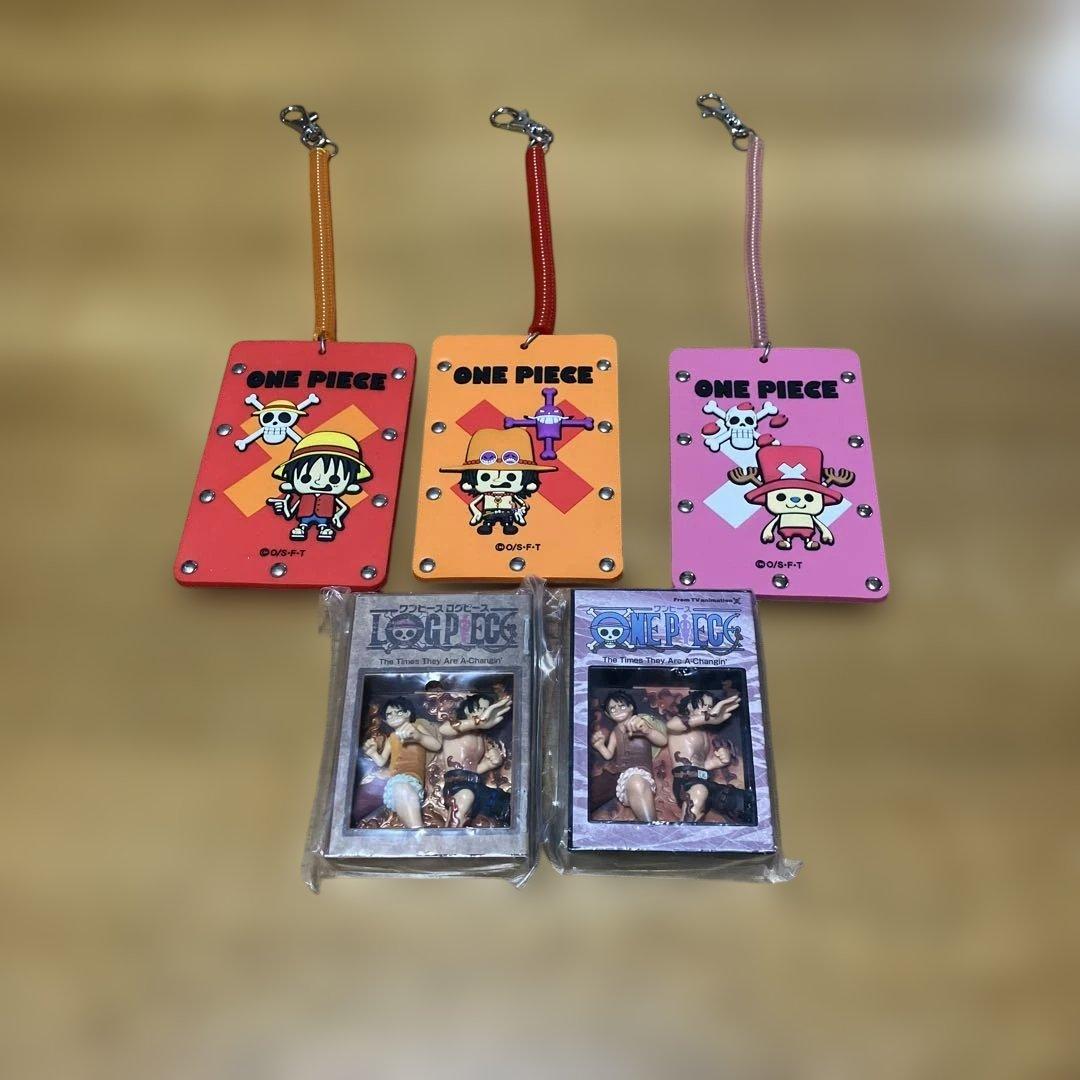 ONE PIECE
©O/S・F・T
ONE PIECE
©O/S・F・T
ONE PIECE
©O/S・F・T
ワンピース ログピース
LOGPIECE
The Times They Are A-Changin'
From TV animation
ワンピース
ONE PIECE
The Times They Are A-Changin'